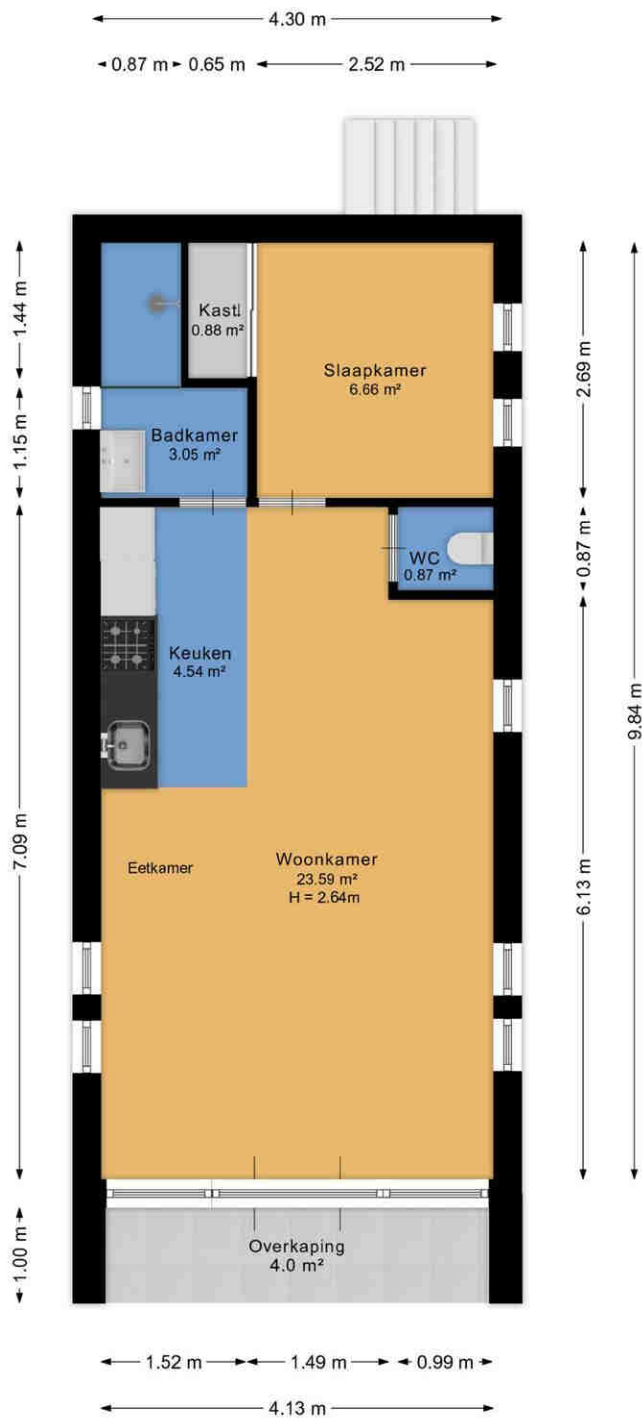 4.30 m
0.87 m 0.65 m 2.52 m
1.44 m
1.15 m
7.09 m
1.00 m
2.69 m
0.87 m
6.13 m
9.84 m
Kast
0.88 m²
Slaapkamer
6.66 m²
Badkamer
3.05 m²
WC
0.87 m²
Keuken
4.54 m²
Eetkamer
Woonkamer
23.59 m²
H = 2.64m
Overkaping
4.0 m²
1.52 m 1.49 m 0.99 m
4.13 m